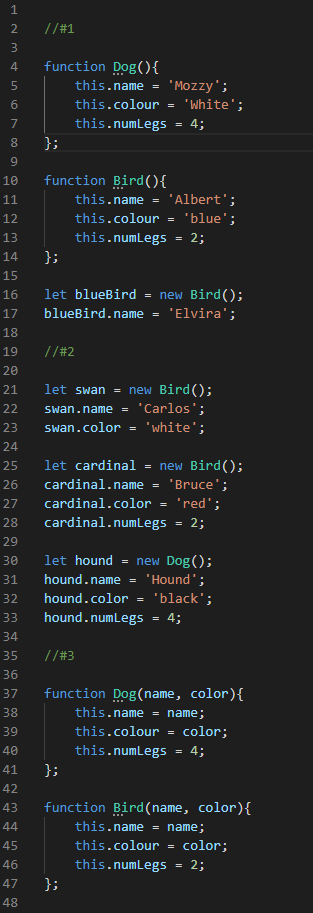 1
2 //#1
3
4 function Dog(){
5     this.name = 'Mozzy';
6     this.colour = 'White';
7     this.numLegs = 4;
8 };
9
10 function Bird(){
11     this.name = 'Albert';
12     this.colour = 'blue';
13     this.numLegs = 2;
14 };
15
16 let blueBird = new Bird();
17 blueBird.name = 'Elvira';
18
19 //#2
20
21 let swan = new Bird();
22 swan.name = 'Carlos';
23 swan.color = 'white';
24
25 let cardinal = new Bird();
26 cardinal.name = 'Bruce';
27 cardinal.color = 'red';
28 cardinal.numLegs = 2;
29
30 let hound = new Dog();
31 hound.name = 'Hound';
32 hound.color = 'black';
33 hound.numLegs = 4;
34
35 //#3
36
37 function Dog(name, color){
38     this.name = name;
39     this.colour = color;
40     this.numLegs = 4;
41 };
42
43 function Bird(name, color){
44     this.name = name;
45     this.colour = color;
46     this.numLegs = 2;
47 };
48